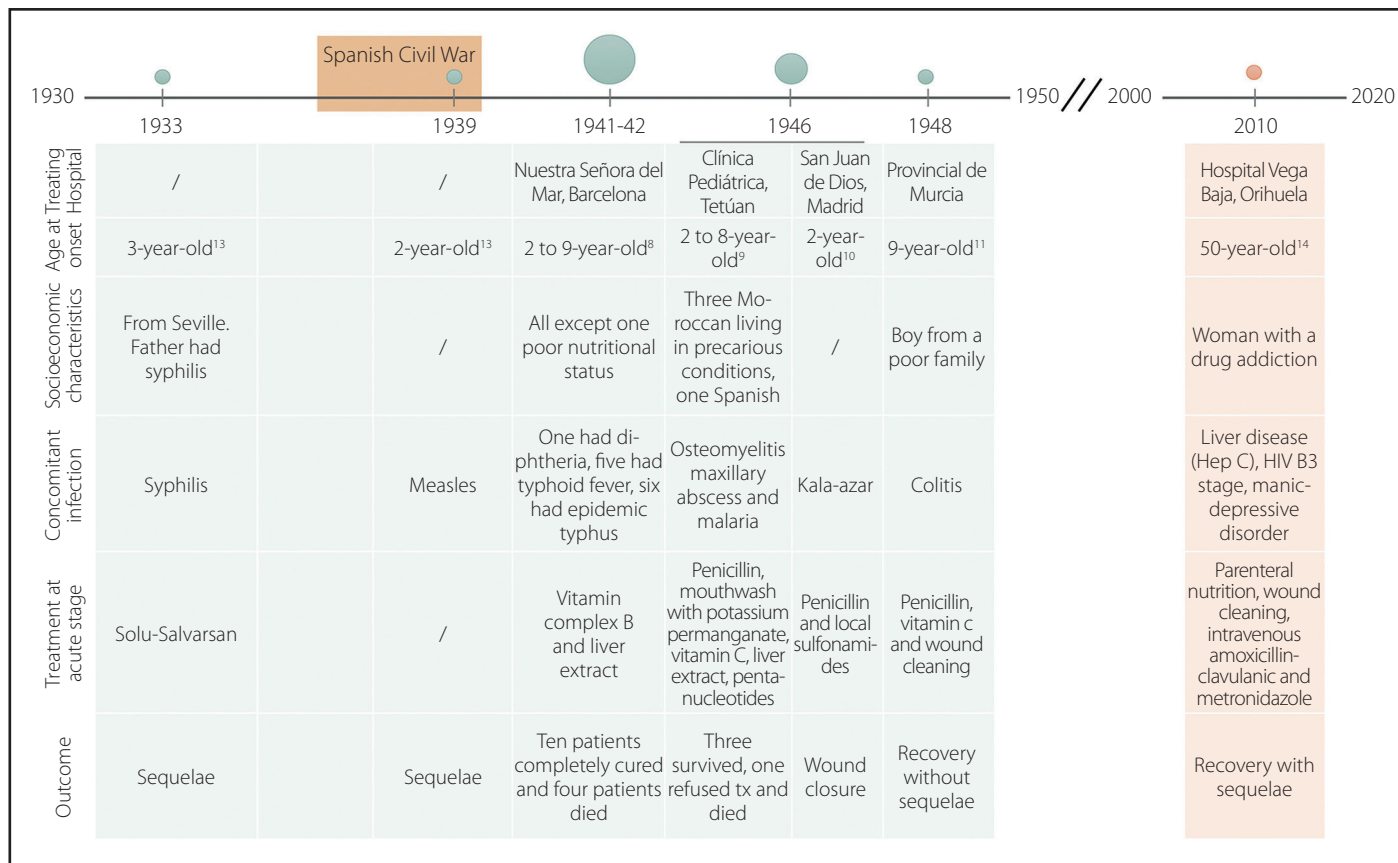 Spanish Civil War
1930
1950
2000
2020
1933
1939
1941-42
1946
1948
2010
Treating
Hospital
/
/
Nuestra Señora del
Mar, Barcelona
Clínica
Pediátrica,
Tetúan
San Juan
de Dios,
Madrid
Provincial de
Murcia
Hospital Vega
Baja, Orihuela
Age at
onset
3-year-old¹³
2-year-old¹³
2 to 9-year-old⁸
2 to 8-year-
old⁹
2-year-
old¹⁰
9-year-old¹¹
50-year-old¹⁴
Socioeconomic
characteristics
From Seville.
Father had
syphilis
/
All except one
poor nutritional
status
Three Mo-
roccan living
in precarious
conditions,
one Spanish
/
Boy from a
poor family
Woman with a
drug addiction
Concomitant
infection
Syphilis
Measles
One had di-
phtheria, five had
typhoid fever, six
had epidemic
typhus
Osteomyelitis
maxillary
abscess and
malaria
Kala-azar
Colitis
Liver disease
(Hep C), HIV B3
stage, manic-
depressive
disorder
Treatment at
acute stage
Solu-Salvarsan
/
Vitamin
complex B
and liver
extract
Penicillin,
mouthwash
with potassium
permanganate,
vitamin C, liver
extract, penta-
nucleotides
Penicillin
and local
sulfonami-
des
Penicillin,
vitamin c
and wound
cleaning
Parenteral
nutrition, wound
cleaning,
intravenous
amoxicillin-
clavulanic and
metronidazole
Outcome
Sequelae
Sequelae
Ten patients
completely cured
and four patients
died
Three
survived, one
refused tx and
died
Wound
closure
Recovery
without
sequelae
Recovery with
sequelae